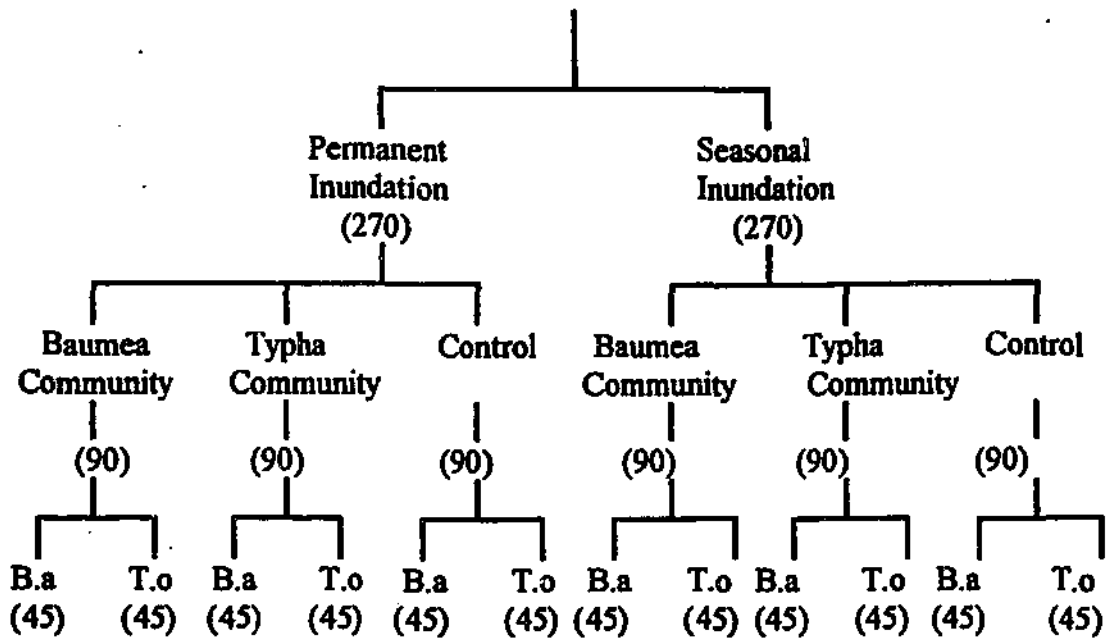 Permanent Inundation (270)
Seasonal Inundation (270)
Baumea Community
Typha Community
Control
Baumea Community
Typha Community
Control
(90) (90) (90) (90) (90) (90)
B.a T.o B.a T.o B.a T.o B.a T.o B.a T.o B.a T.o
(45) (45) (45) (45) (45) (45) (45) (45) (45) (45) (45) (45)